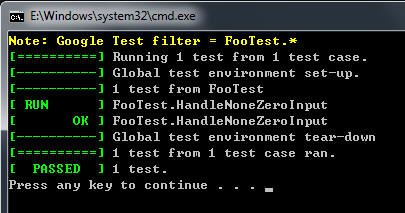 E:\Windows\system32\cmd.exe
Note: Google Test filter = FooTest.*
[==========] Running 1 test from 1 test case.
[----------] Global test environment set-up.
[----------] 1 test from FooTest
[ RUN      ] FooTest.HandleNoneZeroInput
[       OK ] FooTest.HandleNoneZeroInput
[----------] Global test environment tear-down
[==========] 1 test from 1 test case ran.
[  PASSED  ] 1 test.
Press any key to continue . . . _